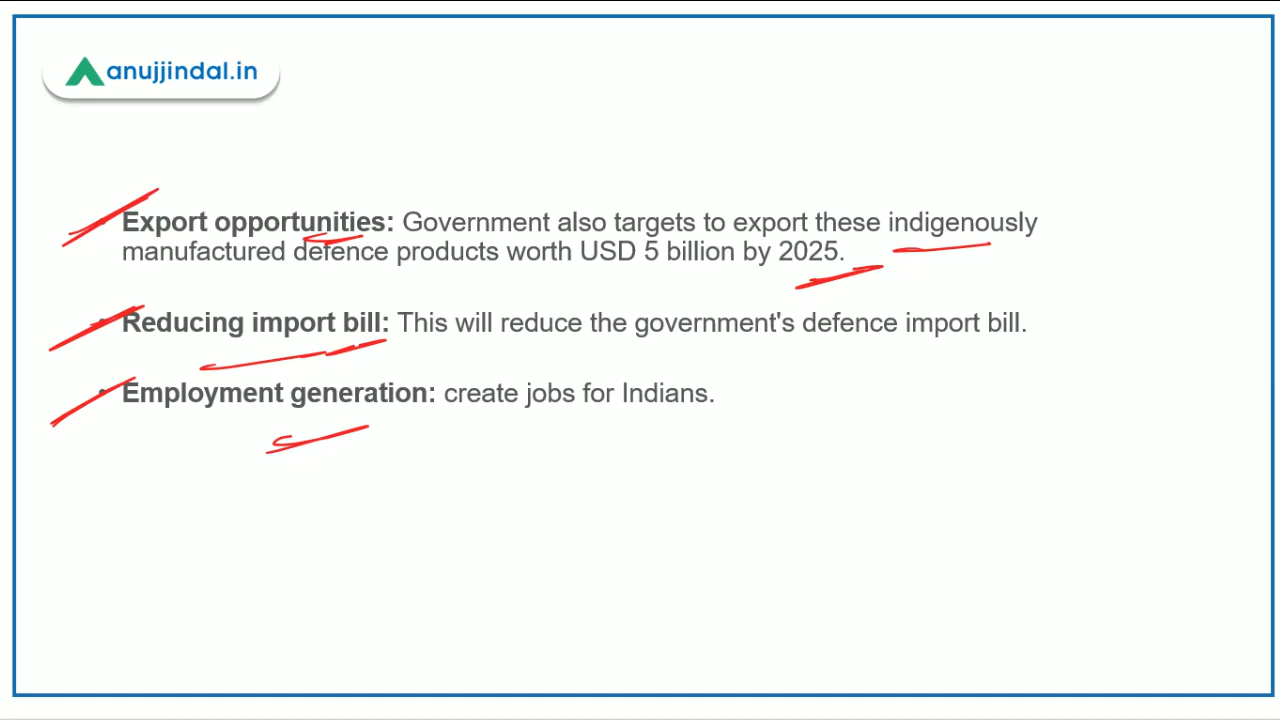 anujjindal.in
• Export opportunities: Government also targets to export these indigenously
manufactured defence products worth USD 5 billion by 2025.
• Reducing import bill: This will reduce the government's defence import bill.
• Employment generation: create jobs for Indians.